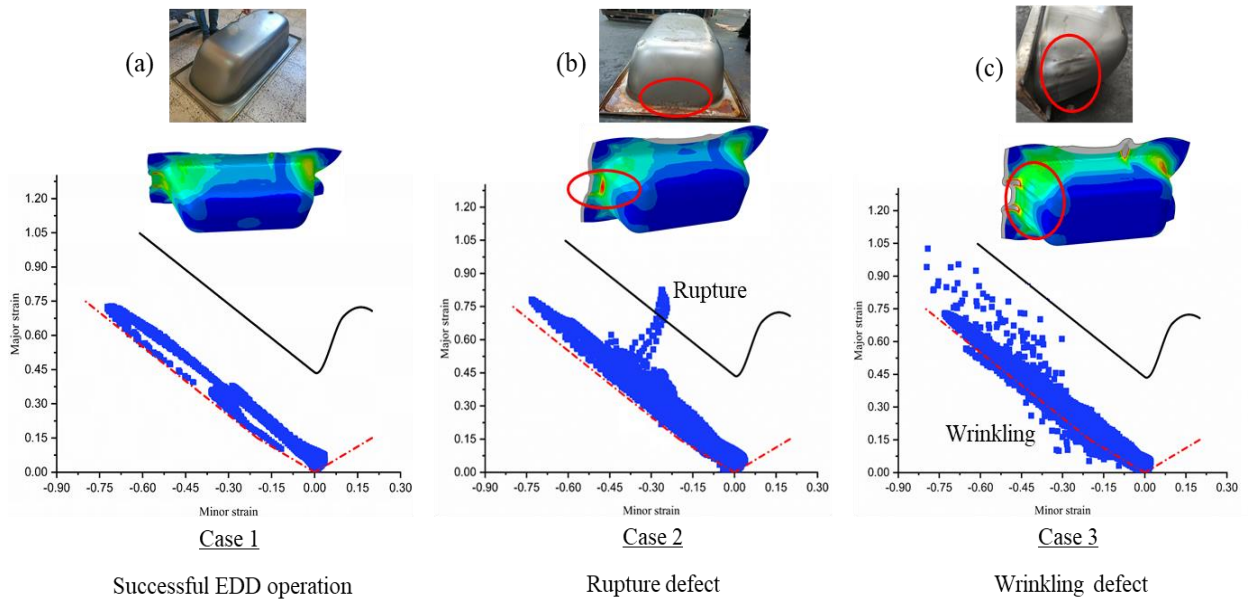 (a)
(b)
(c)
1.20
1.05
0.90
0.75
0.60
0.45
0.30
0.15
0.00
Major strain
-0.90 -0.75 -0.60 -0.45 -0.30 -0.15 0.00 0.15 0.30
Minor strain
Case 1
Successful EDD operation
1.20
1.05
0.90
0.75
0.60
0.45
0.30
0.15
0.00
Major strain
Rupture
-0.90 -0.75 -0.60 -0.45 -0.30 -0.15 0.00 0.15 0.30
Minor strain
Case 2
Rupture defect
1.20
1.05
0.90
0.75
0.60
0.45
0.30
0.15
0.00
Major strain
Wrinkling
-0.90 -0.75 -0.60 -0.45 -0.30 -0.15 0.00 0.15 0.30
Minor strain
Case 3
Wrinkling defect